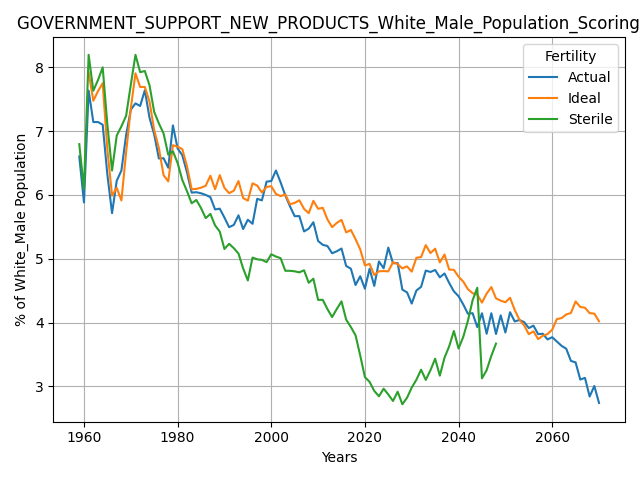 GOVERNMENT_SUPPORT_NEW_PRODUCTS_White_Male_Population_Scoring
Fertility
Actual
Ideal
Sterile
% of White_Male Population
8
7
6
5
4
3
1960 1980 2000 2020 2040 2060
Years